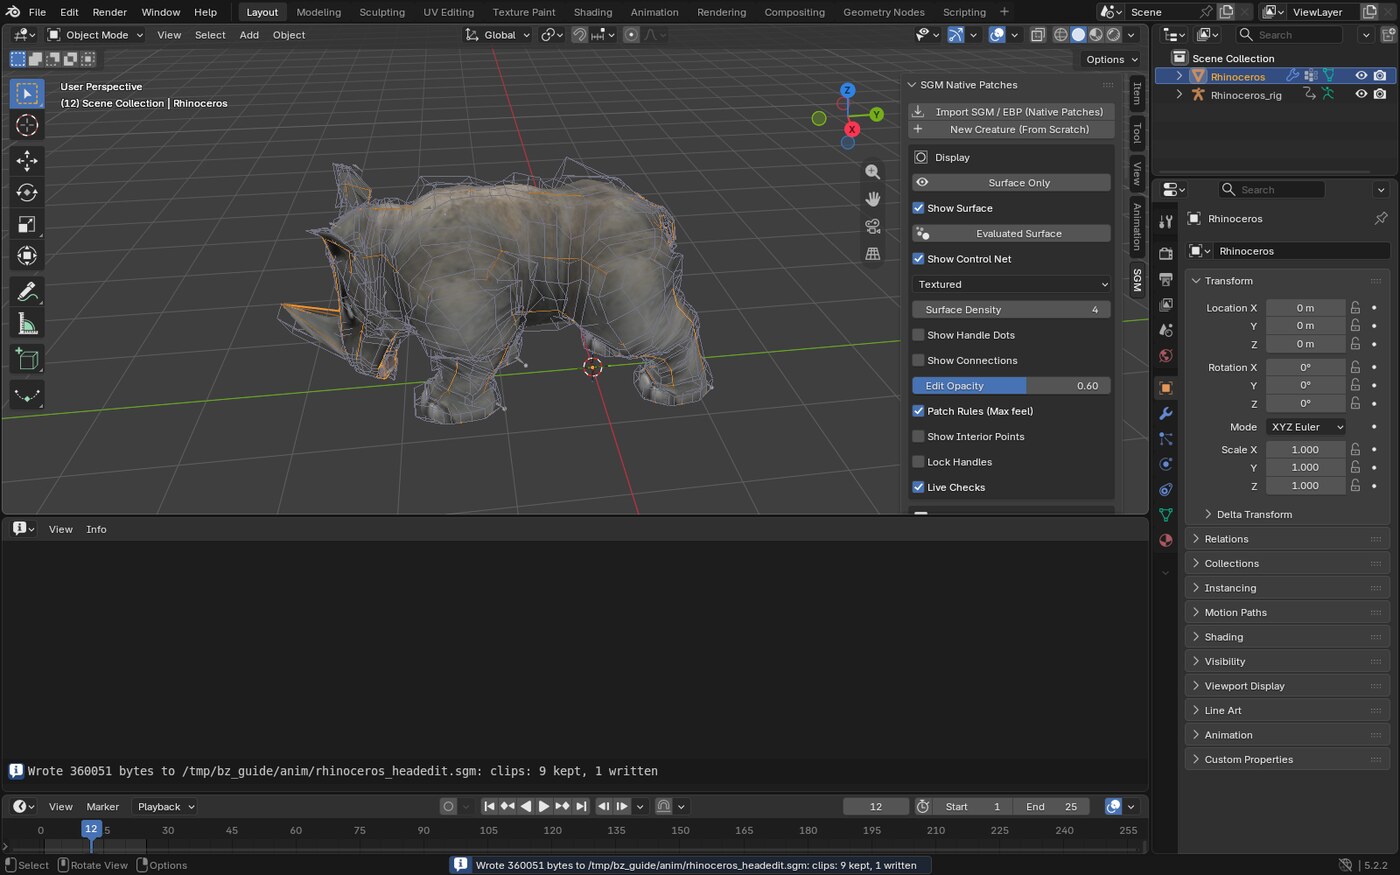 File Edit Render Window Help Layout Modeling Sculpting UV Editing Texture Paint Shading Animation Rendering Compositing Geometry Nodes Scripting + Scene ViewLayer
Object Mode View Select Add Object Global
Options
User Perspective
(12) Scene Collection | Rhinoceros
Z
Y
X
SGM Native Patches
Import SGM / EBP (Native Patches)
New Creature (From Scratch)
Display
Surface Only
Show Surface
Evaluated Surface
Show Control Net
Textured
Surface Density 4
Show Handle Dots
Show Connections
Edit Opacity 0.60
Patch Rules (Max feel)
Show Interior Points
Lock Handles
Live Checks
Item
Tool
View
Animation
SGM
Search
Scene Collection
Rhinoceros
Rhinoceros_rig
Search
Rhinoceros
Rhinoceros
Transform
Location X 0 m
Y 0 m
Z 0 m
Rotation X 0°
Y 0°
Z 0°
Mode XYZ Euler
Scale X 1.000
Y 1.000
Z 1.000
Delta Transform
Relations
Collections
Instancing
Motion Paths
Shading
Visibility
Viewport Display
Line Art
Animation
Custom Properties
View Info
Wrote 360051 bytes to /tmp/bz_guide/anim/rhinoceros_headedit.sgm: clips: 9 kept, 1 written
View Marker Playback 12 Start 1 End 25
0 12 5 30 45 60 75 90 105 120 135 150 165 180 195 210 225 240 255
Select Rotate View Options Wrote 360051 bytes to /tmp/bz_guide/anim/rhinoceros_headedit.sgm: clips: 9 kept, 1 written 5.2.2